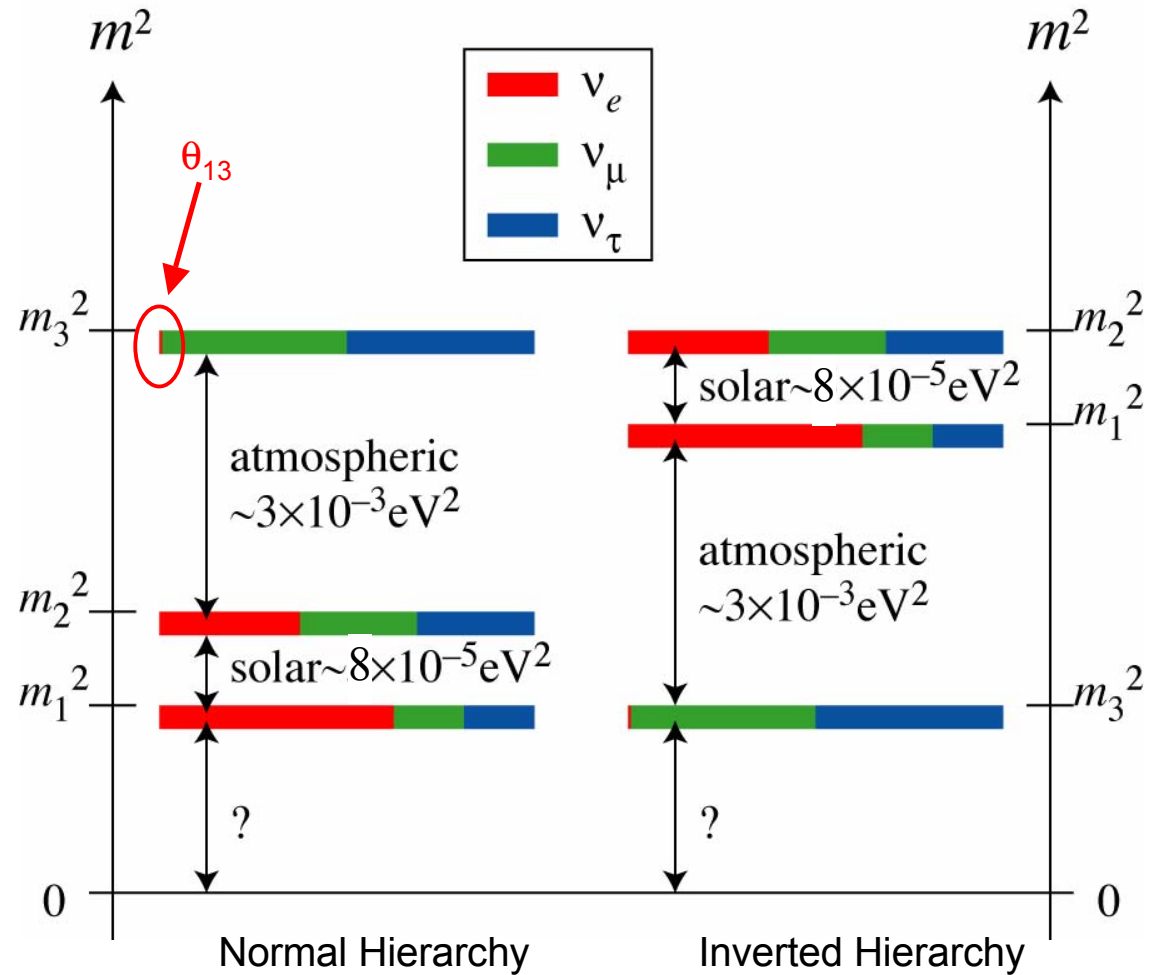 m² m²
νₑ
ν_μ
ν_τ
θ₁₃
m₃² m₂²
solar~8×10⁻⁵eV²
m₁²
atmospheric
~3×10⁻³eV²
atmospheric
~3×10⁻³eV²
m₂²
solar~8×10⁻⁵eV²
m₁² m₃²
? ?
0 0
Normal Hierarchy Inverted Hierarchy